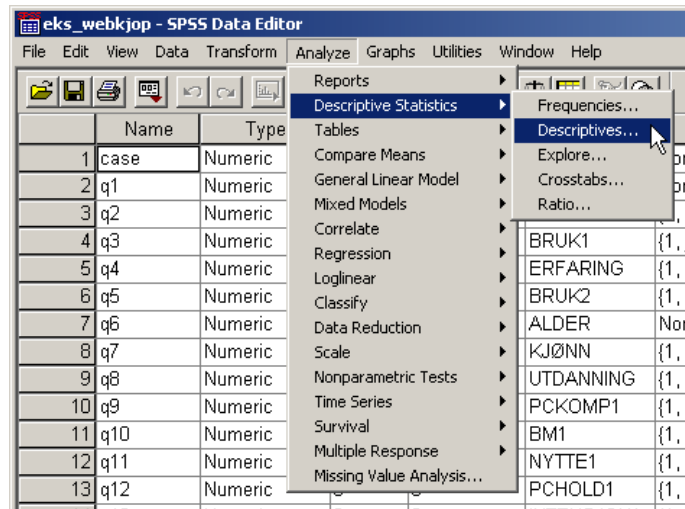 eks_webkjop - SPSS Data Editor
File Edit View Data Transform Analyze Graphs Utilities Window Help
Reports
Descriptive Statistics
Tables
Compare Means
General Linear Model
Mixed Models
Correlate
Regression
Loglinear
Classify
Data Reduction
Scale
Nonparametric Tests
Time Series
Survival
Multiple Response
Missing Value Analysis...
Frequencies...
Descriptives...
Explore...
Crosstabs...
Ratio...
Name Type
1 case Numeric
2 q1 Numeric
3 q2 Numeric
4 q3 Numeric BRUK1 {1,
5 q4 Numeric ERFARING {1,
6 q5 Numeric BRUK2 {1,
7 q6 Numeric ALDER Nor
8 q7 Numeric KJØNN {1,
9 q8 Numeric UTDANNING {1,
10 q9 Numeric PCKOMP1 {1,
11 q10 Numeric BM1 {1,
12 q11 Numeric NYTTE1 {1,
13 q12 Numeric PCHOLD1 {1,